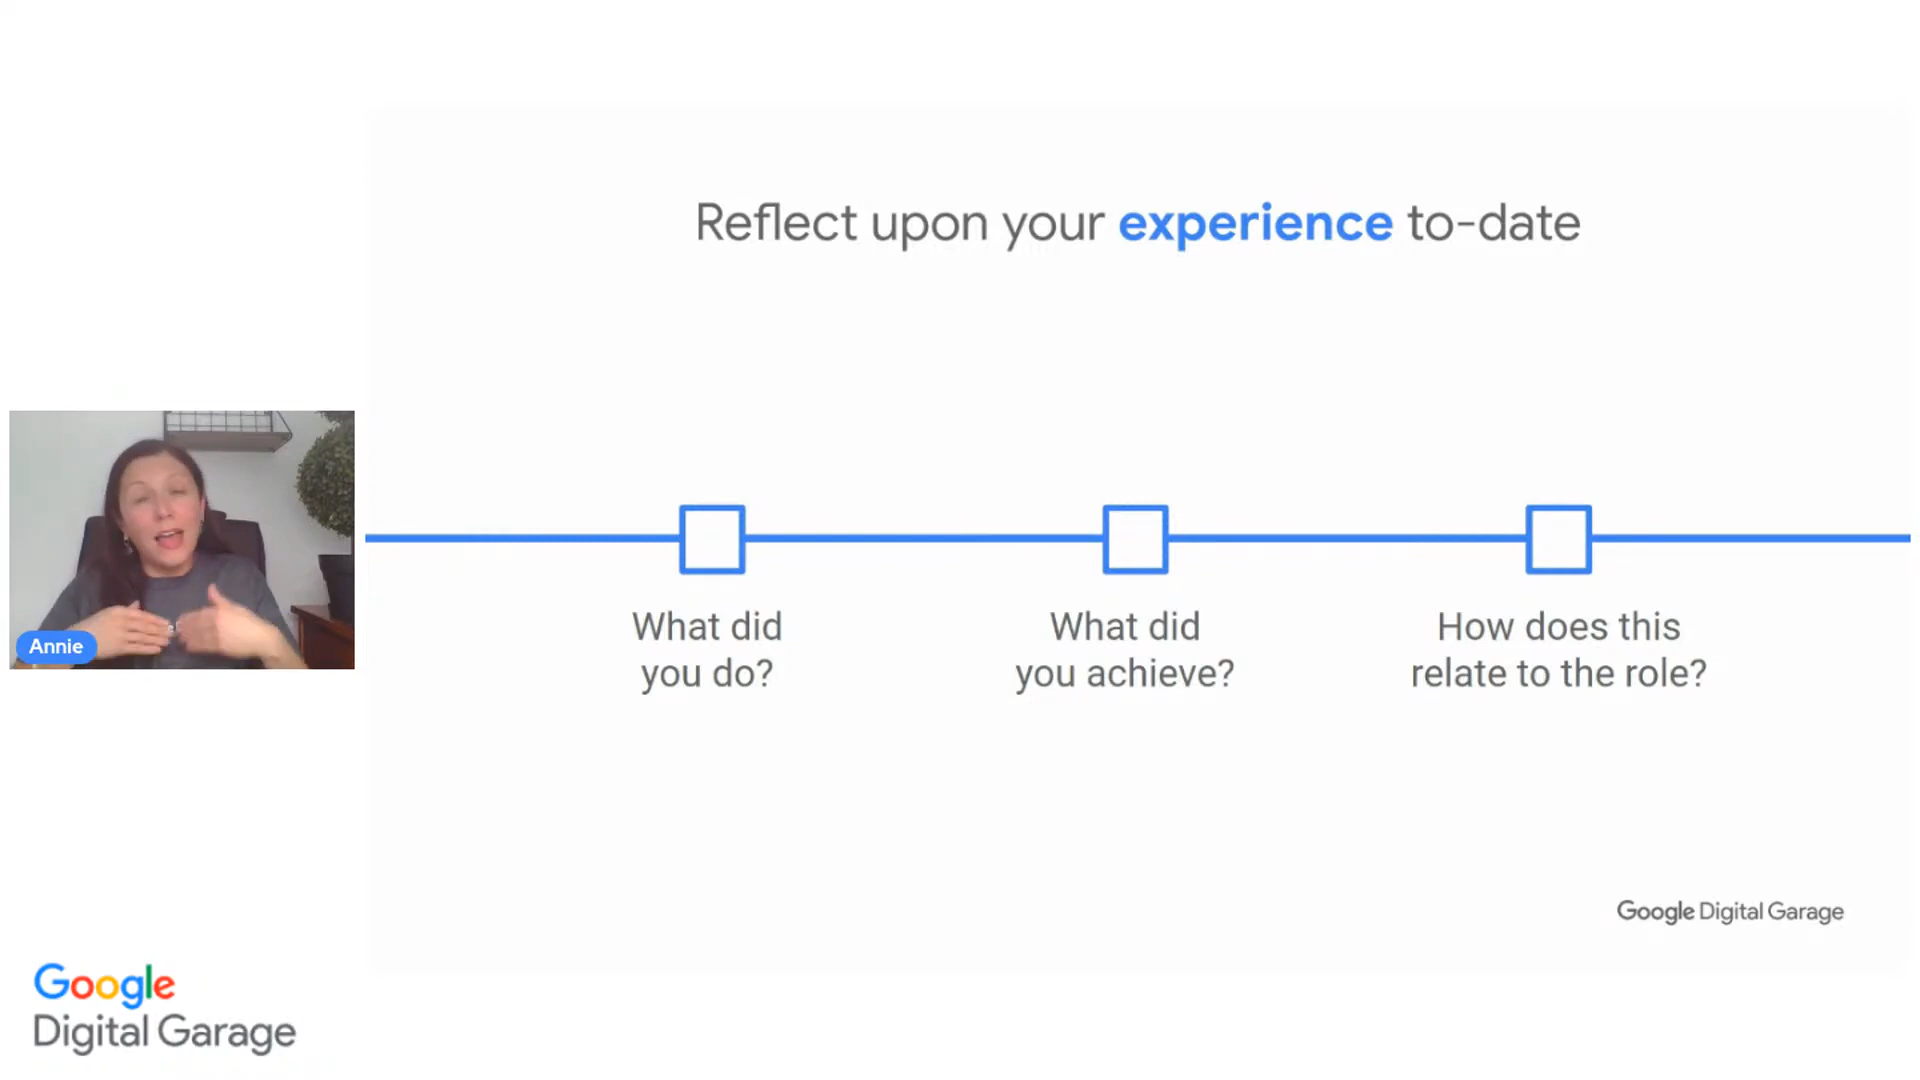 Reflect upon your experience to-date
What did
you do?
What did
you achieve?
How does this
relate to the role?
Annie
Google Digital Garage
Google
Digital Garage